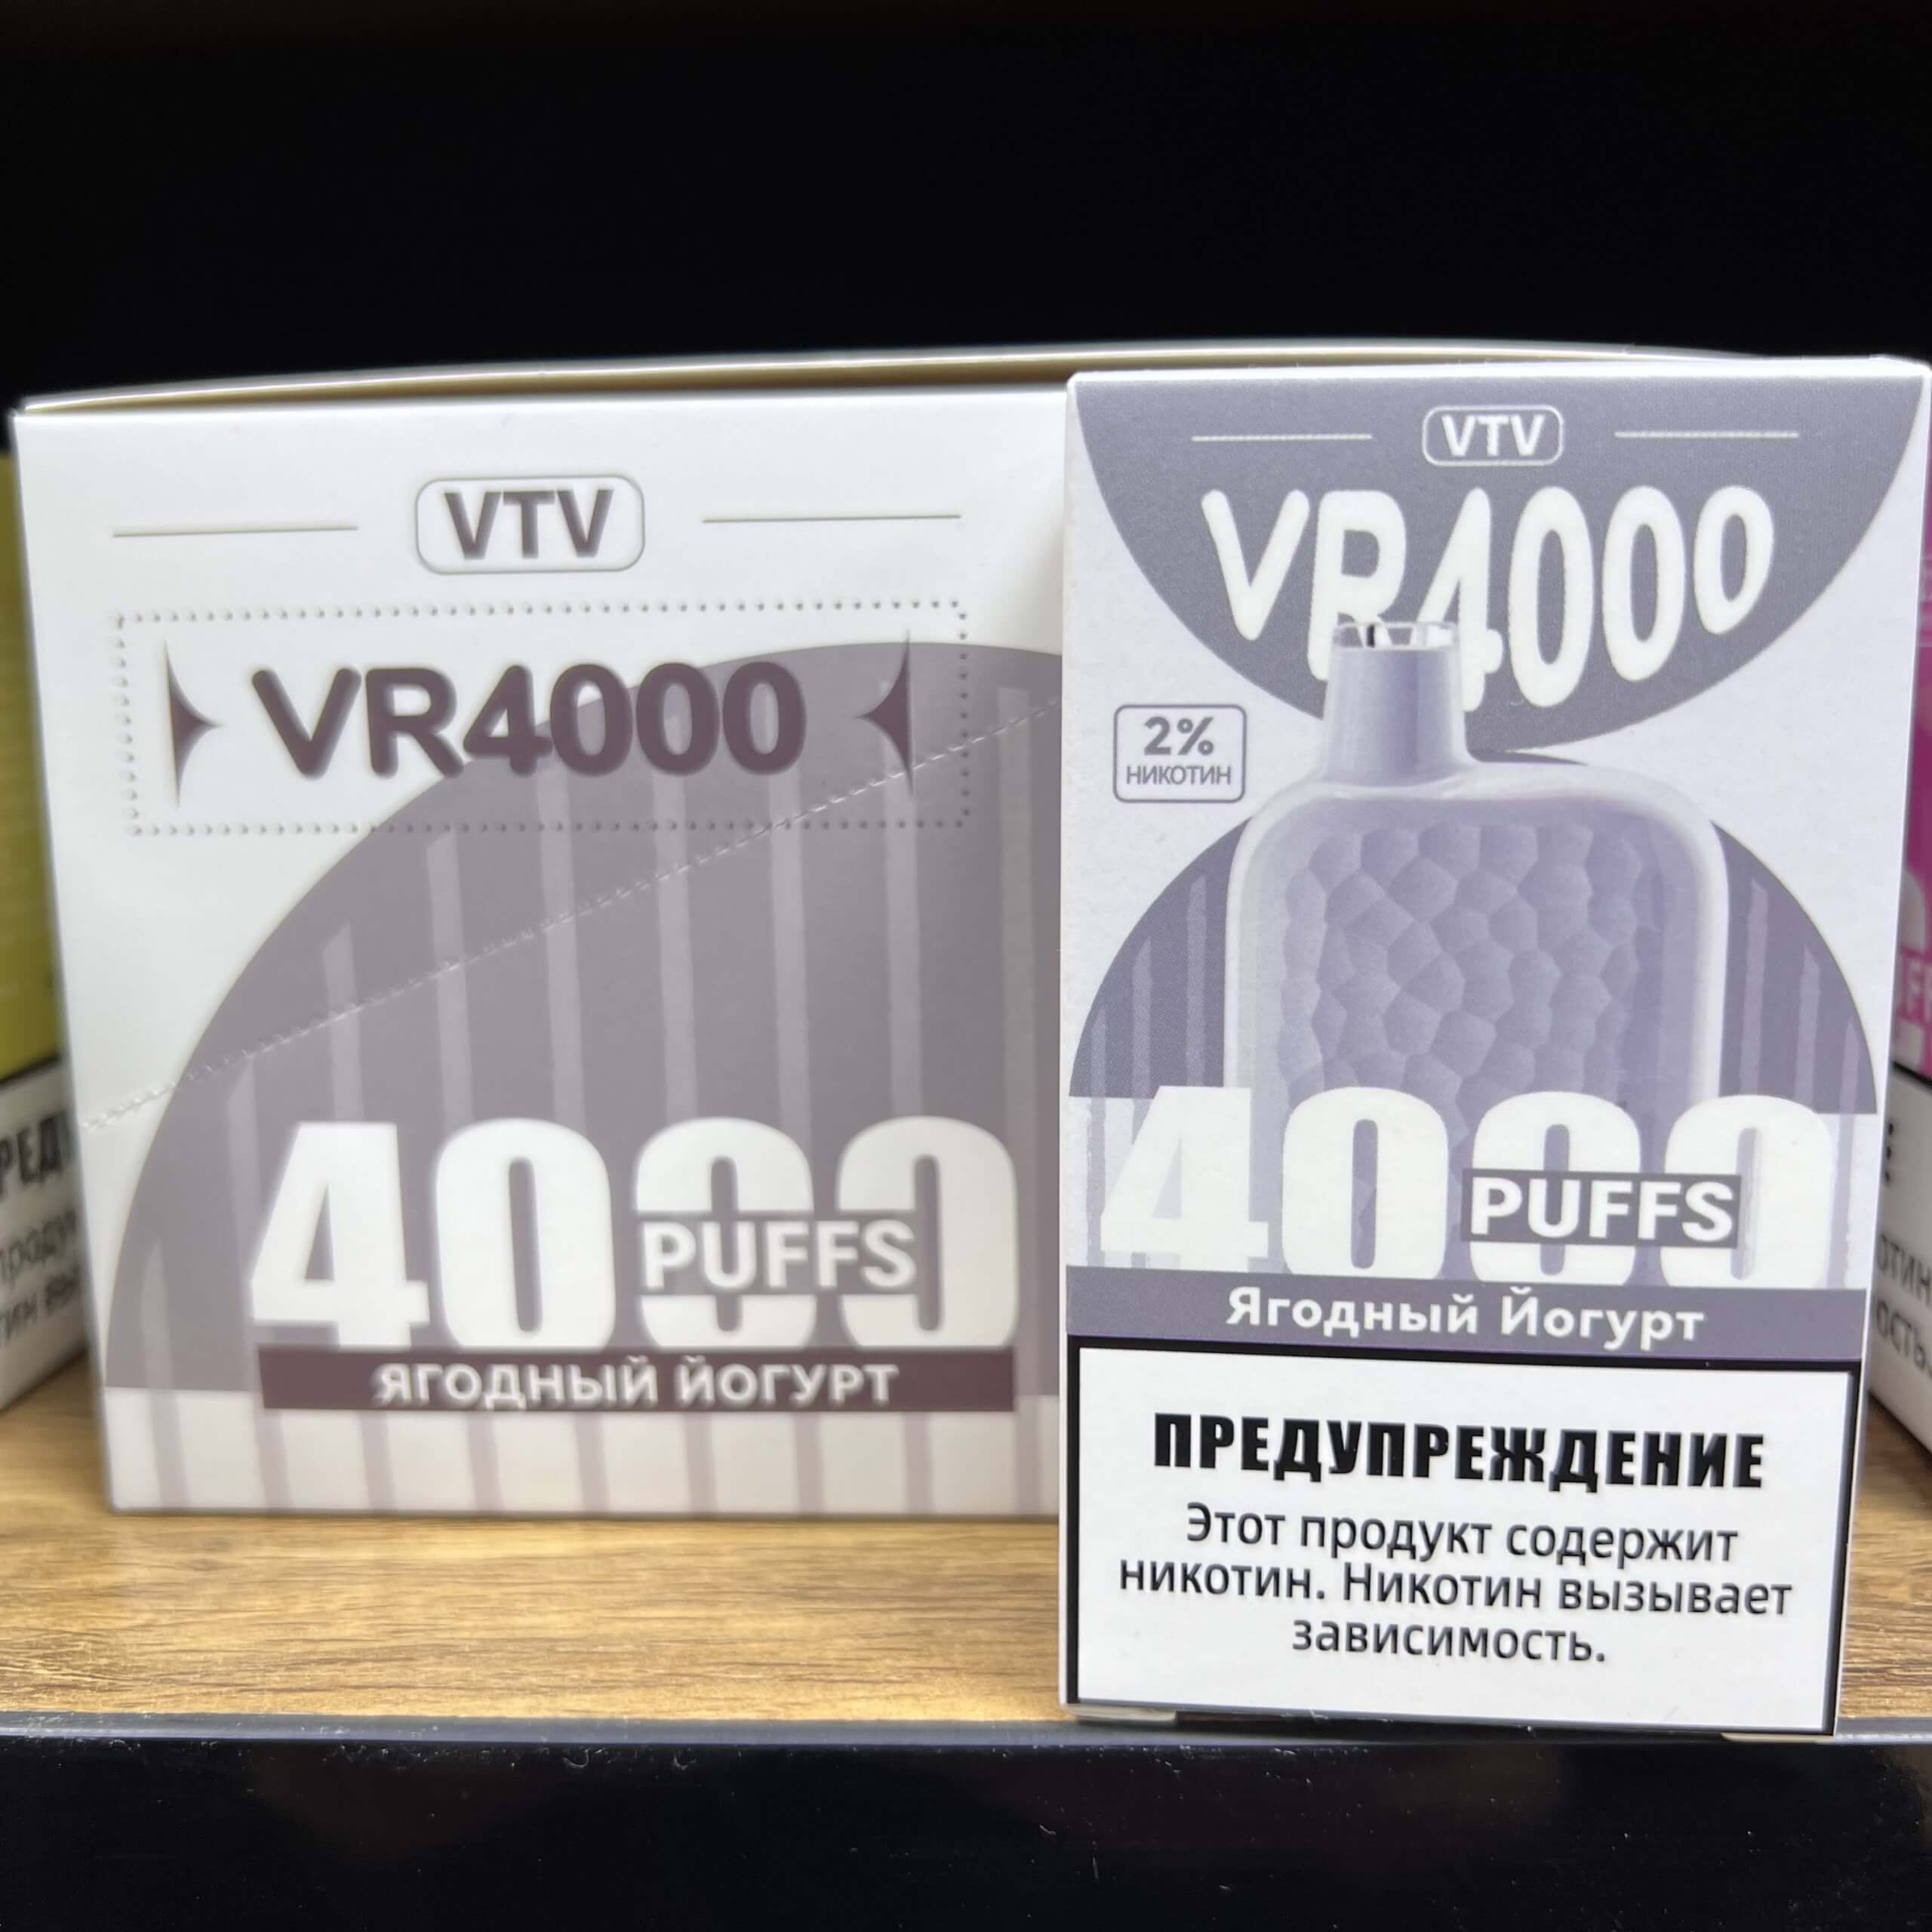 VTV
VR4000
4000
PUFFS
ЯГОДНЫЙ ЙОГУРТ
VTV
VR4000
2%
НИКОТИН
4000
PUFFS
Ягодный Йогурт
ПРЕДУПРЕЖДЕНИЕ
Этот продукт содержит
никотин. Никотин вызывает
зависимость.